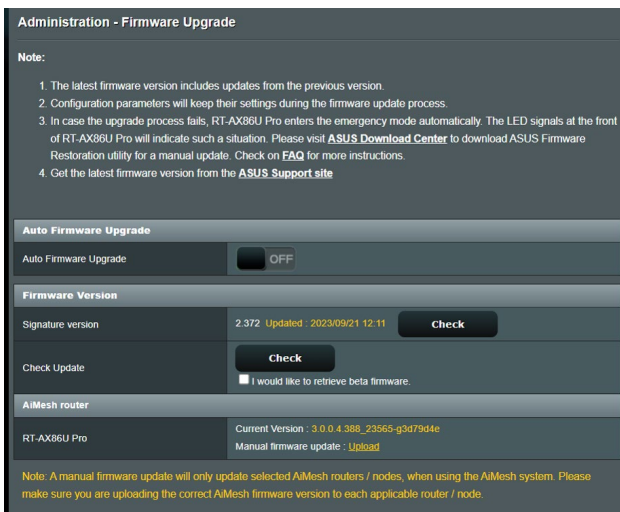 Administration - Firmware Upgrade
Note:
1. The latest firmware version includes updates from the previous version.
2. Configuration parameters will keep their settings during the firmware update process.
3. In case the upgrade process fails, RT-AX86U Pro enters the emergency mode automatically. The LED signals at the front
of RT-AX86U Pro will indicate such a situation. Please visit ASUS Download Center to download ASUS Firmware
Restoration utility for a manual update. Check on FAQ for more instructions.
4. Get the latest firmware version from the ASUS Support site
Auto Firmware Upgrade
Auto Firmware Upgrade OFF
Firmware Version
Signature version 2.372 Updated : 2023/09/21 12:11 Check
Check Update Check
I would like to retrieve beta firmware.
AiMesh router
RT-AX86U Pro Current Version : 3.0.0.4.388_23565-g3d79d4e
Manual firmware update : Upload
Note: A manual firmware update will only update selected AiMesh routers / nodes, when using the AiMesh system. Please
make sure you are uploading the correct AiMesh firmware version to each applicable router / node.